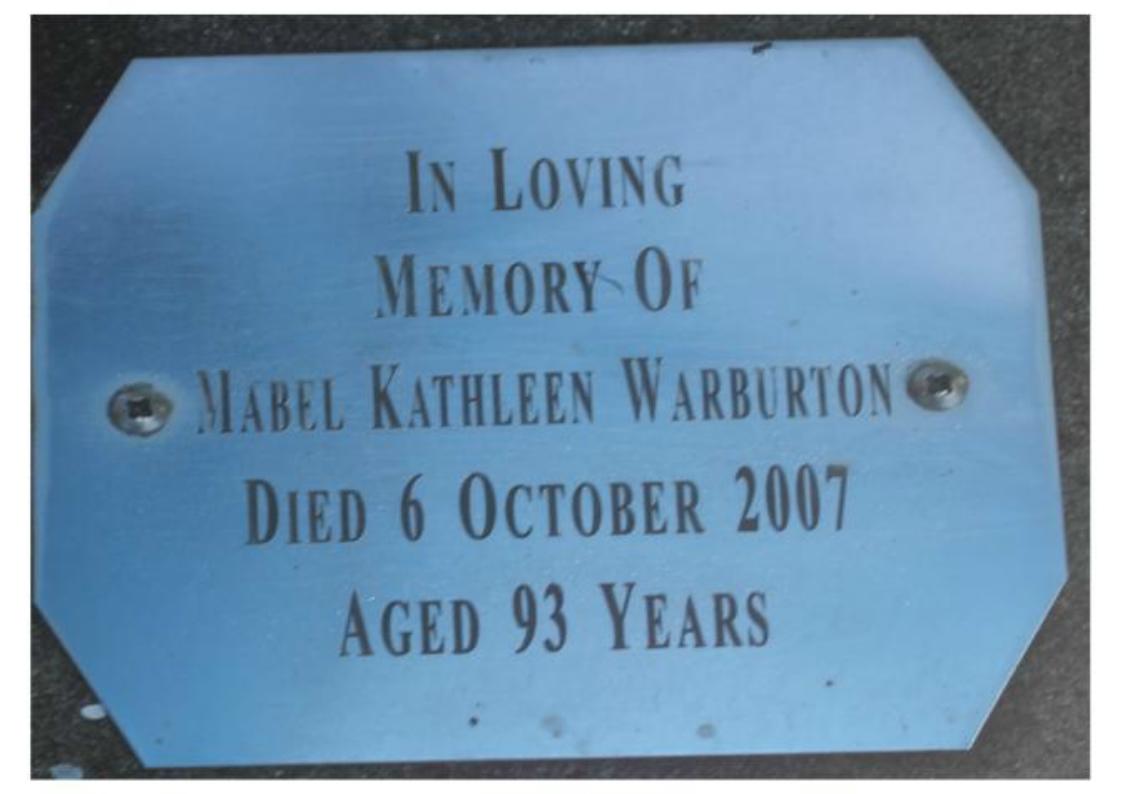 In Loving
Memory Of
Mabel Kathleen Warburton
Died 6 October 2007
Aged 93 Years